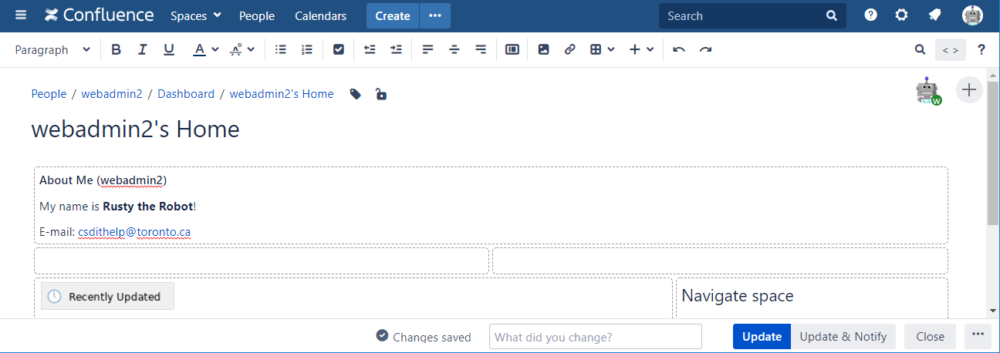 Confluence Spaces People Calendars Create ••• Search
Paragraph B I U A < > ?
People / webadmin2 / Dashboard / webadmin2's Home
W
webadmin2's Home
About Me (webadmin2)
My name is Rusty the Robot!
E-mail: csdithelp@toronto.ca
Recently Updated
Navigate space
Changes saved What did you change? Update Update & Notify Close •••